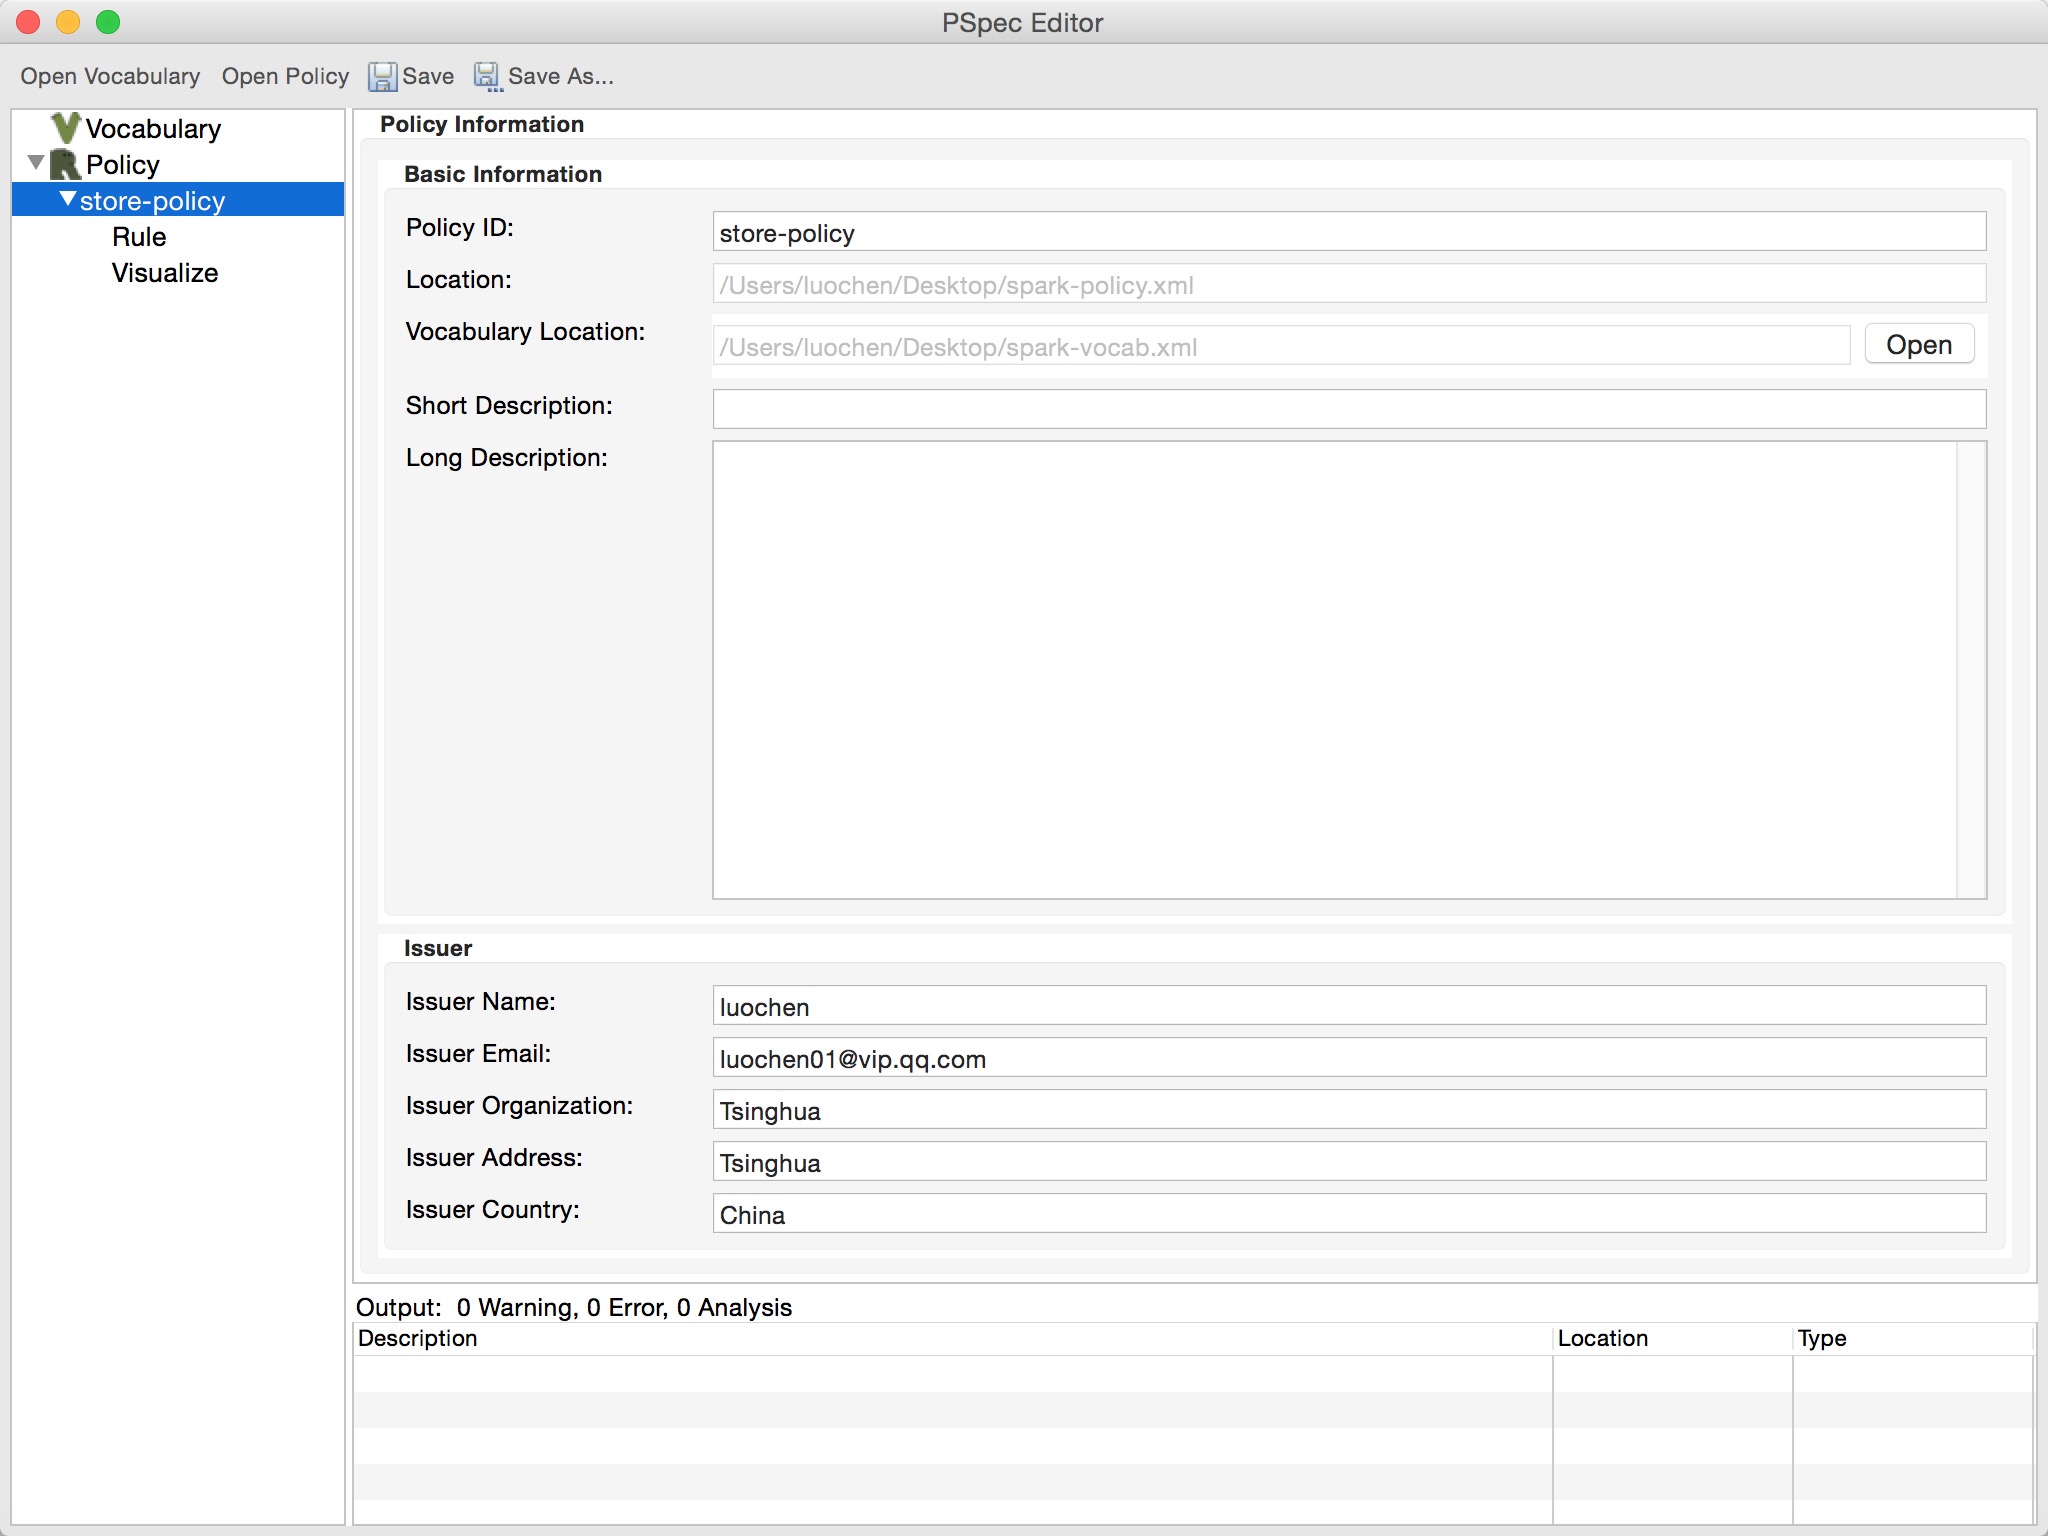 PSpec Editor
Open Vocabulary Open Policy Save Save As...
Vocabulary
Policy
store-policy
Rule
Visualize
Policy Information
Basic Information
Policy ID: store-policy
Location: /Users/luochen/Desktop/spark-policy.xml
Vocabulary Location: /Users/luochen/Desktop/spark-vocab.xml Open
Short Description:
Long Description:
Issuer
Issuer Name: luochen
Issuer Email: luochen01@vip.qq.com
Issuer Organization: Tsinghua
Issuer Address: Tsinghua
Issuer Country: China
Output: 0 Warning, 0 Error, 0 Analysis
Description Location Type